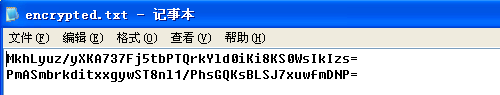 encrypted.txt - 记事本
文件(F) 编辑(E) 格式(O) 查看(V) 帮助(H)
MkhLyuz/yXKA737Fj5tbPTQrkYld0iKi8KS0WsIkIzs=
PmASmbrkditxxgywST8nl1/PhsGQKsBLSJ7xuwfmDNP=